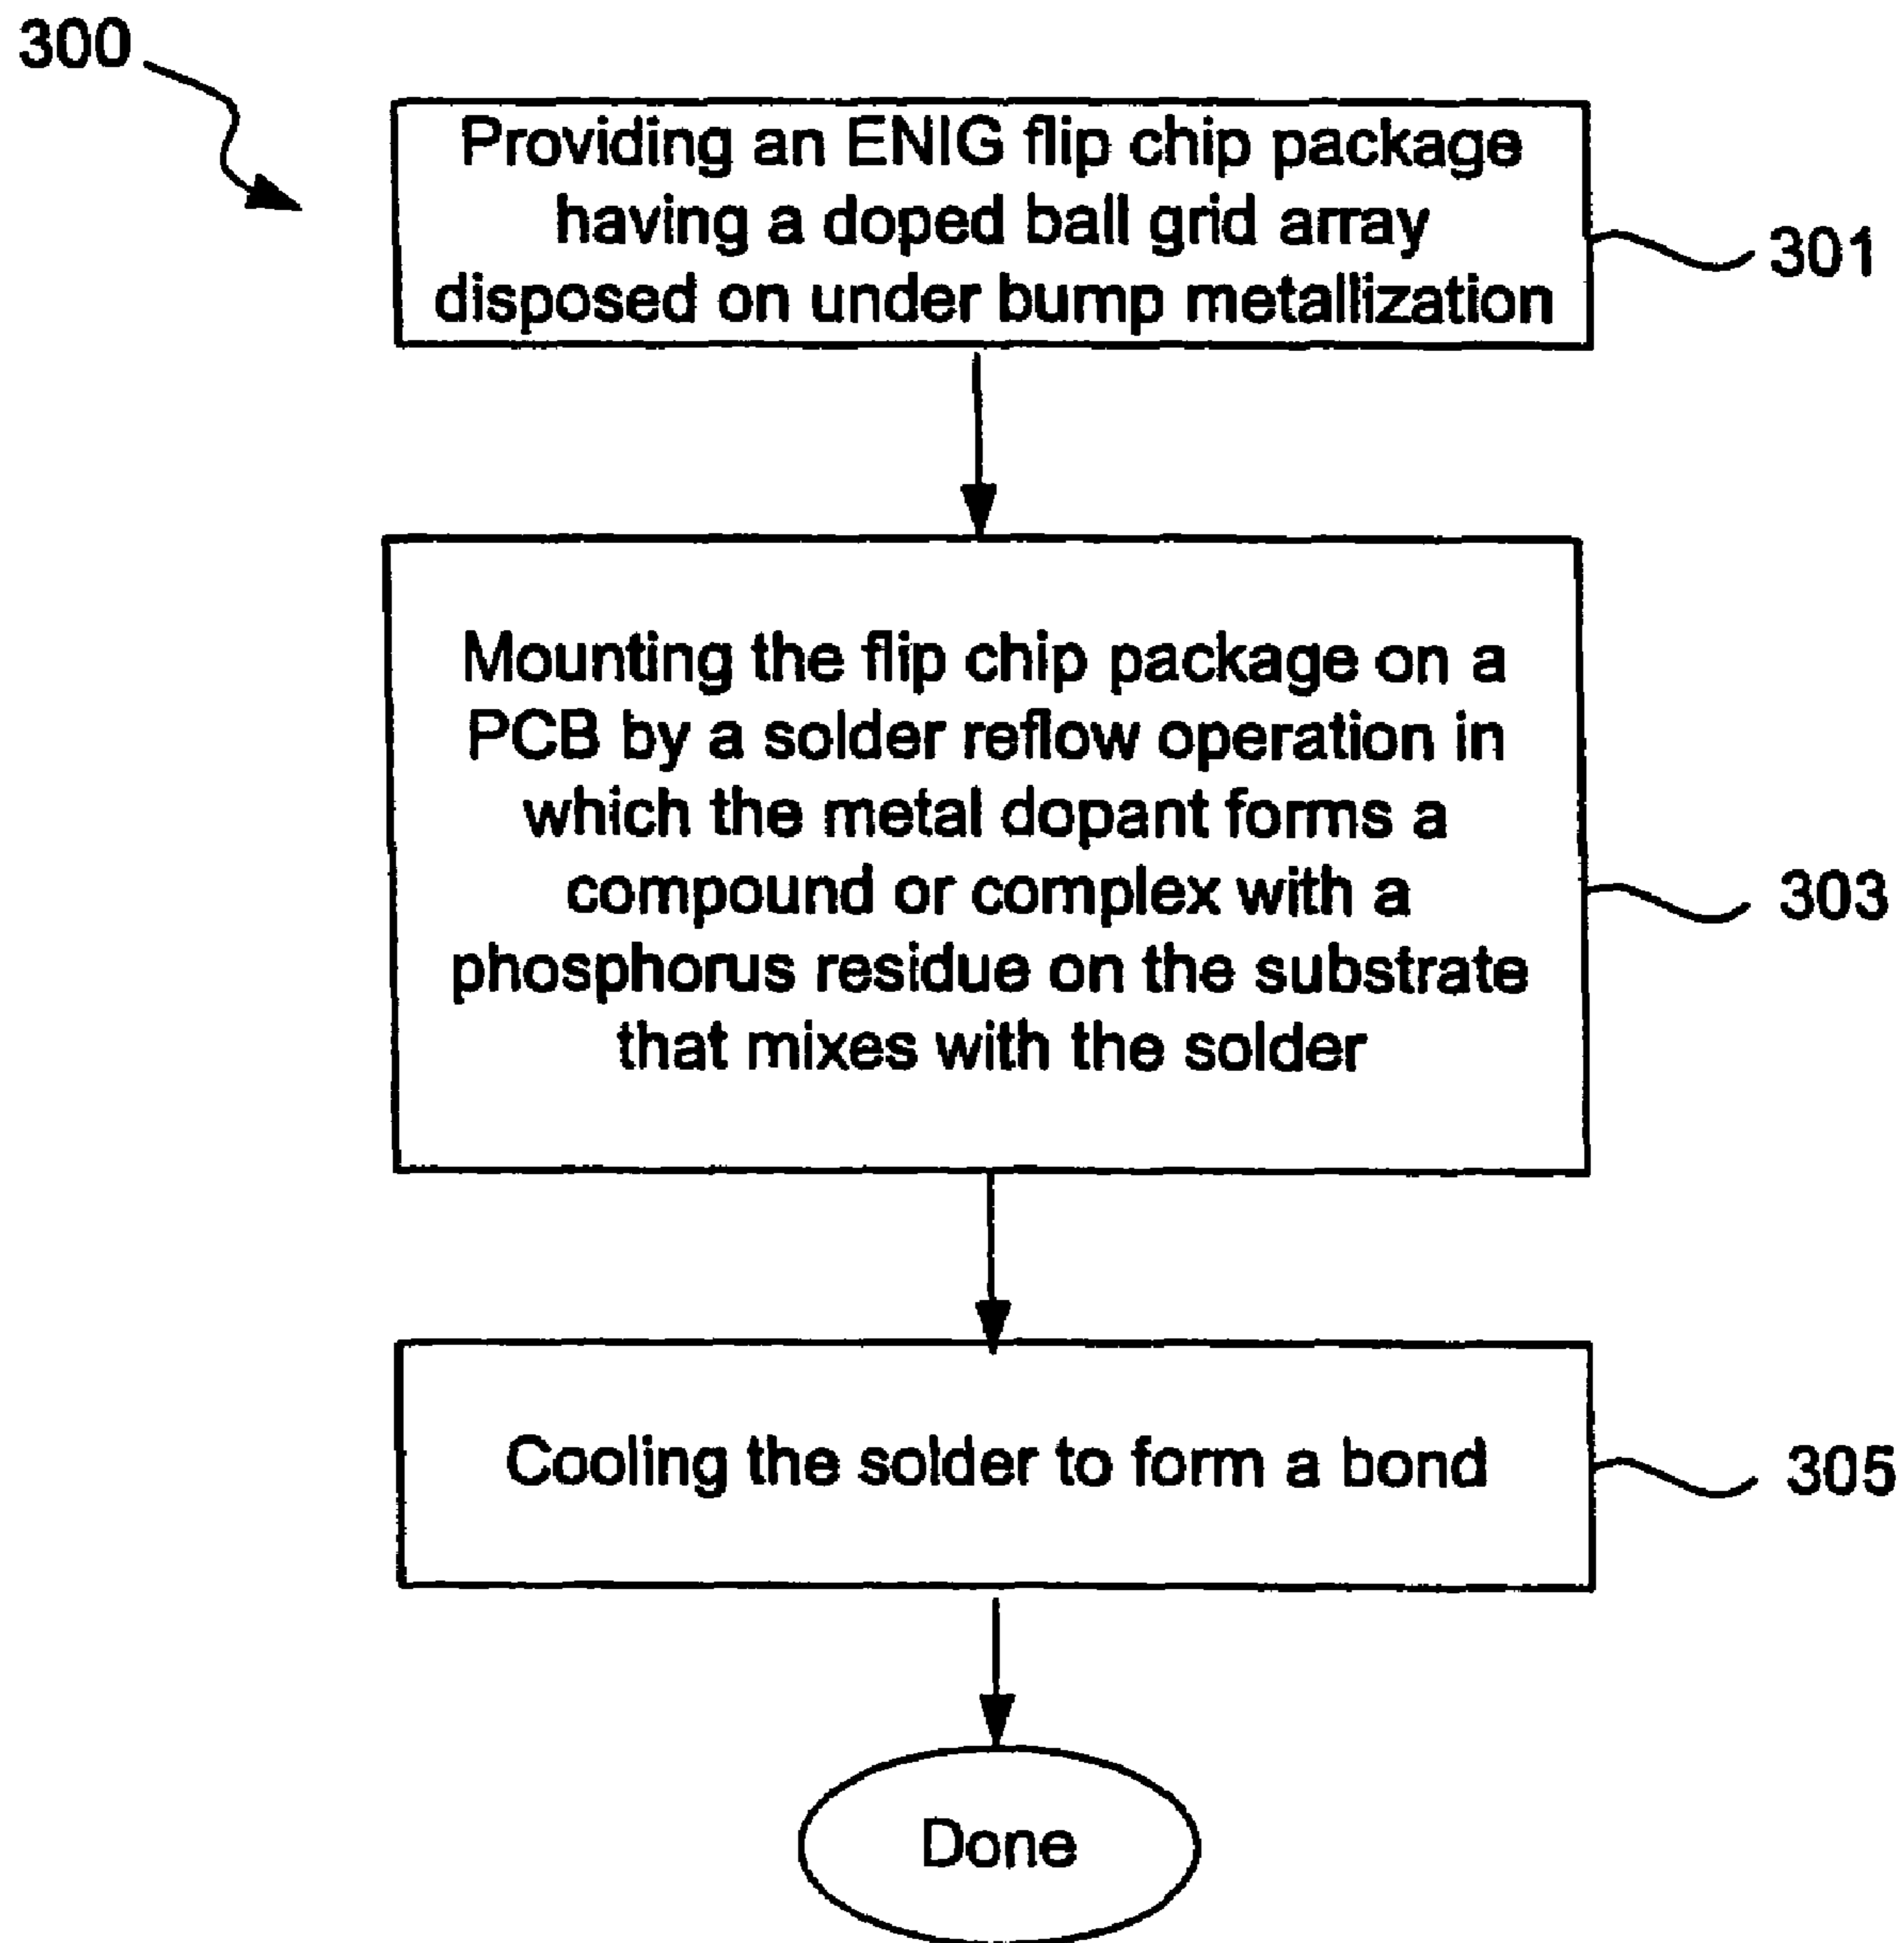 300
Providing an ENIG flip chip package
having a doped ball grid array
disposed on under bump metallization
301
Mounting the flip chip package on a
PCB by a solder reflow operation in
which the metal dopant forms a
compound or complex with a
phosphorus residue on the substrate
that mixes with the solder
303
Cooling the solder to form a bond
305
Done